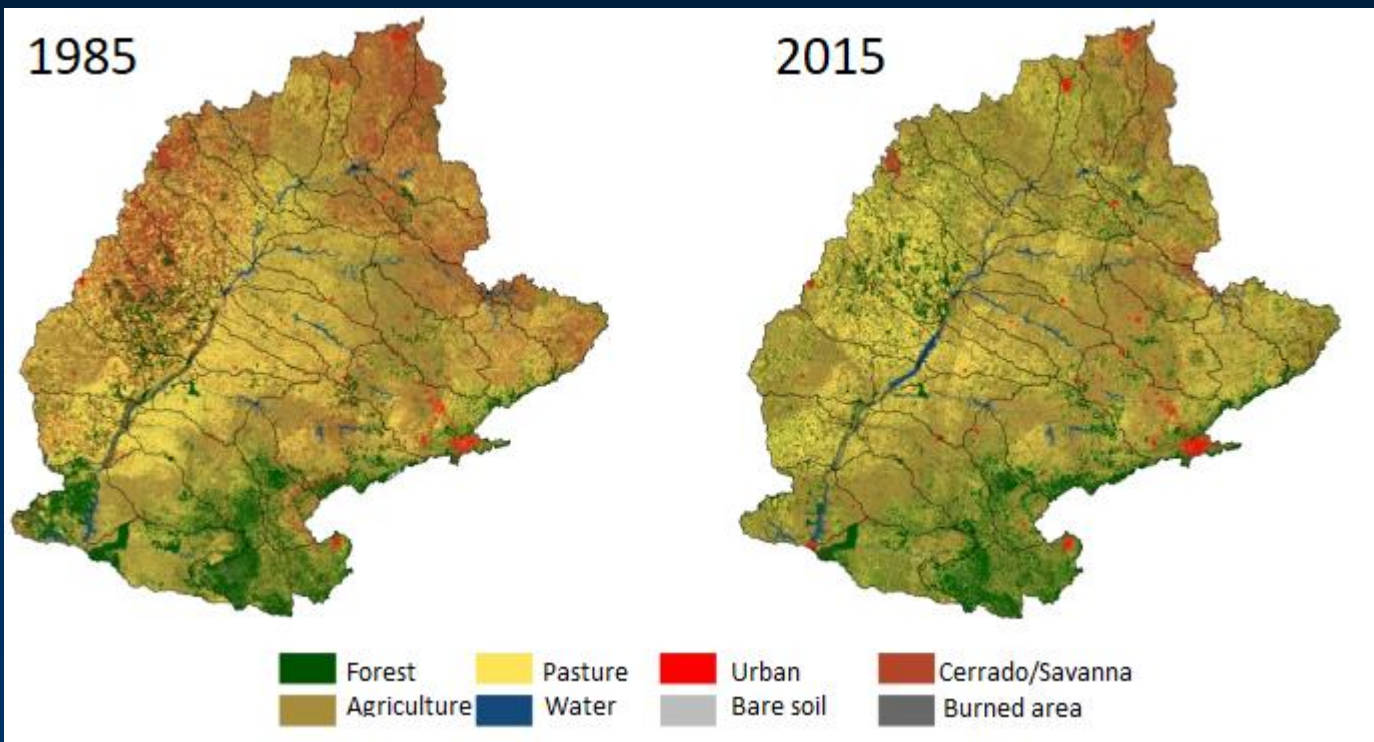 1985
2015
Forest
Pasture
Urban
Cerrado/Savanna
Agriculture
Water
Bare soil
Burned area